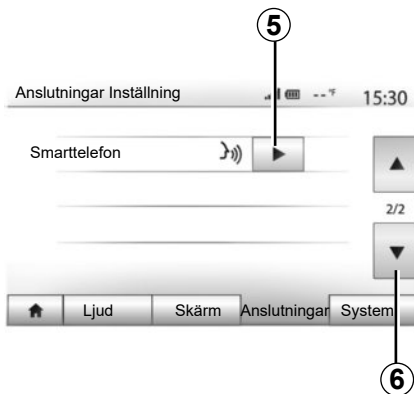 5
Anslutningar Inställning --°F 15:30
Smarttelefon
2/2
Ljud Skärm Anslutningar System
6